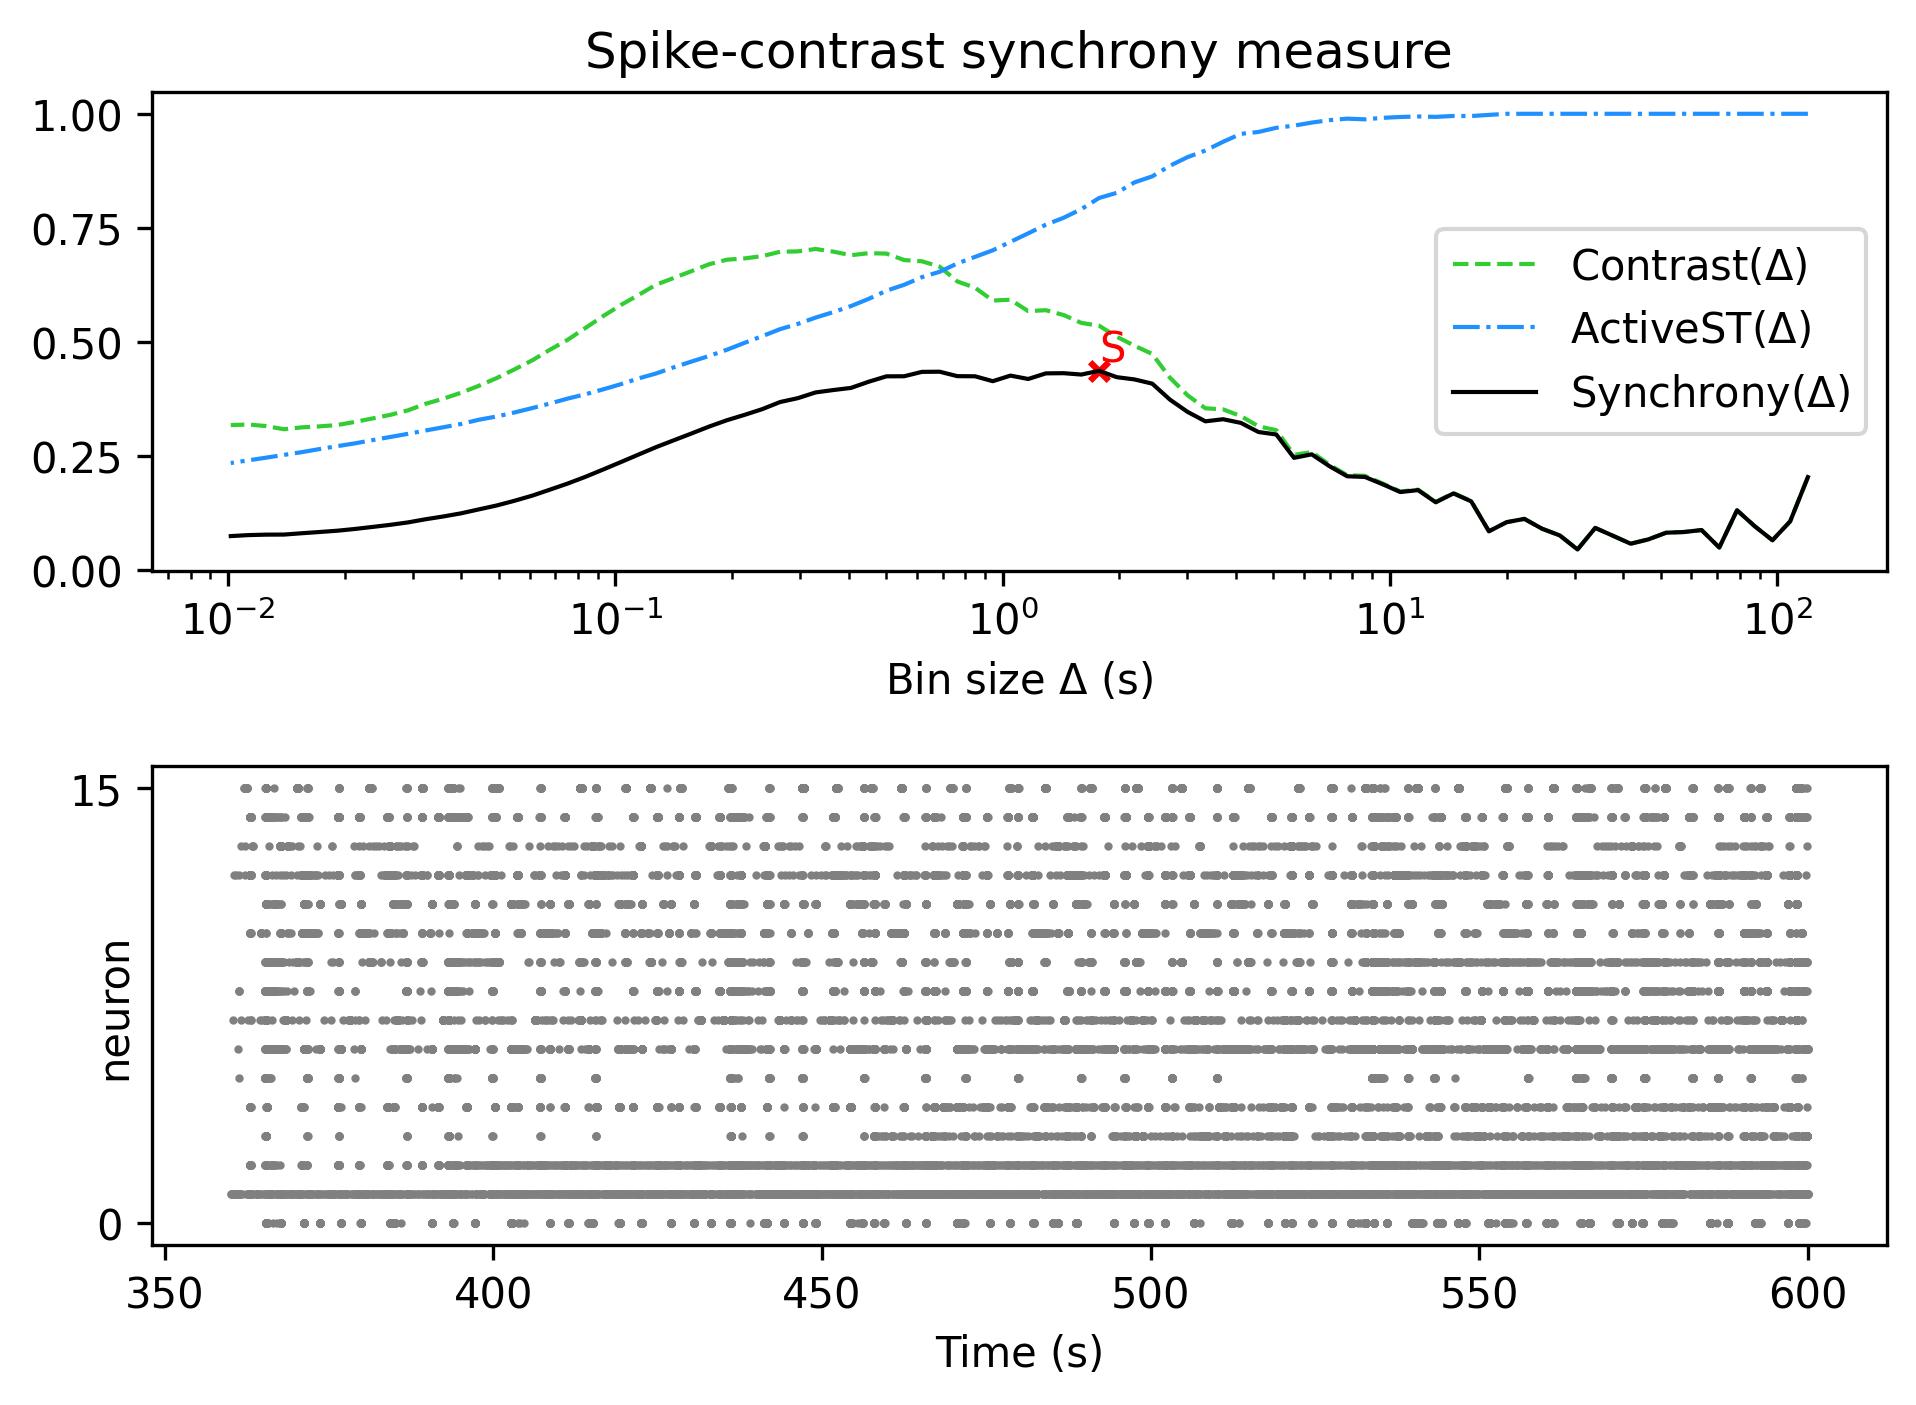 Spike-contrast synchrony measure
1.00
0.75
0.50
0.25
0.00
S
Contrast(Δ)
ActiveST(Δ)
Synchrony(Δ)
10⁻² 10⁻¹ 10⁰ 10¹ 10²
Bin size Δ (s)
15
neuron
0
350 400 450 500 550 600
Time (s)